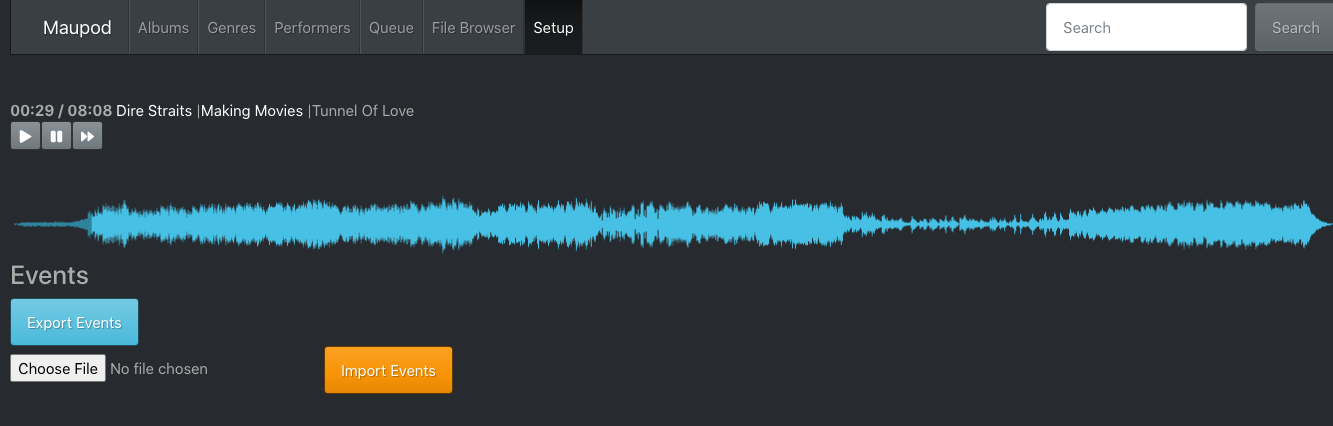 Maupod Albums Genres Performers Queue File Browser Setup Search Search
00:29 / 08:08 Dire Straits |Making Movies |Tunnel Of Love
Events
Export Events
Choose File No file chosen Import Events